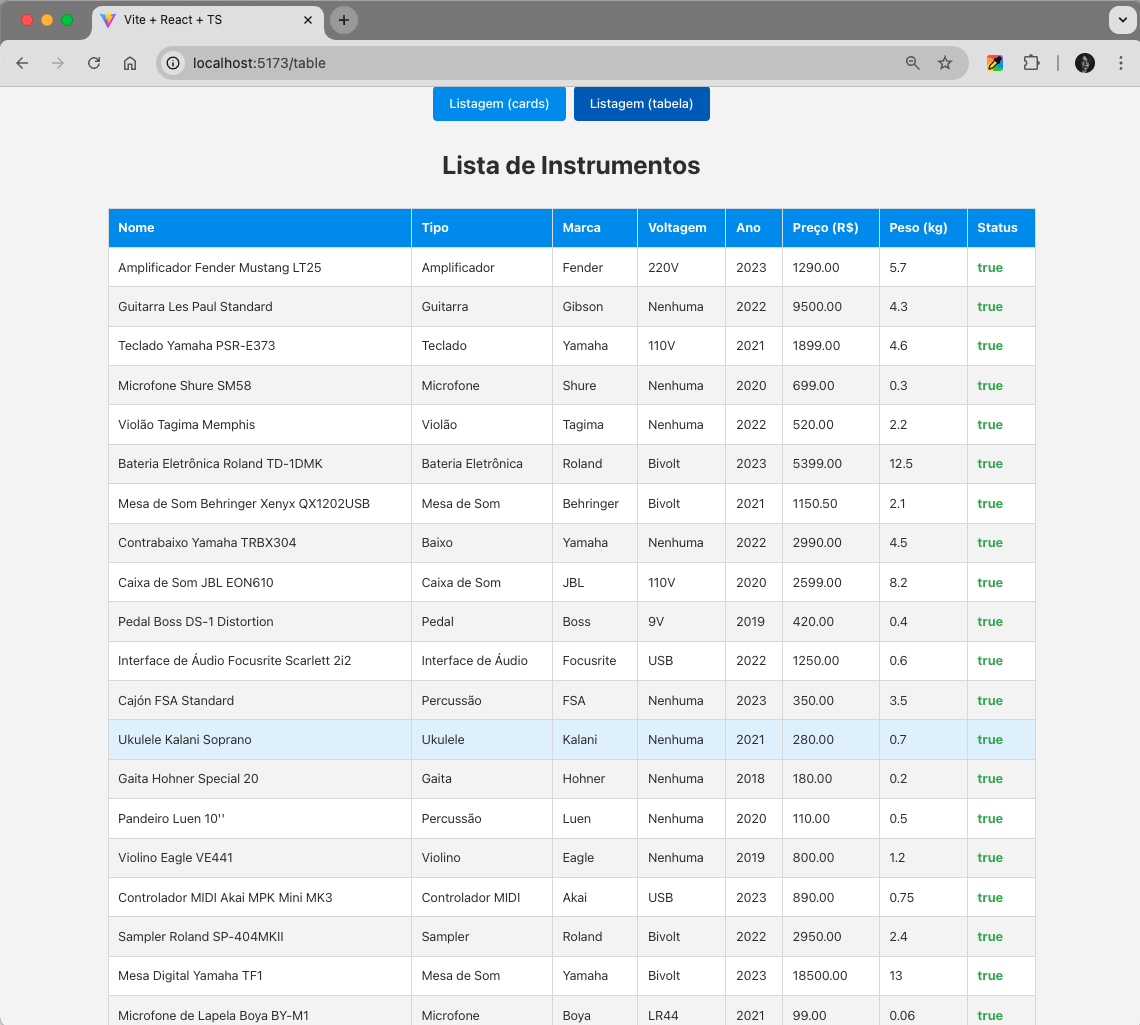 Vite + React + TS
localhost:5173/table
Listagem (cards) Listagem (tabela)
Lista de Instrumentos
Nome Tipo Marca Voltagem Ano Preço (R$) Peso (kg) Status
Amplificador Fender Mustang LT25 Amplificador Fender 220V 2023 1290.00 5.7 true
Guitarra Les Paul Standard Guitarra Gibson Nenhuma 2022 9500.00 4.3 true
Teclado Yamaha PSR-E373 Teclado Yamaha 110V 2021 1899.00 4.6 true
Microfone Shure SM58 Microfone Shure Nenhuma 2020 699.00 0.3 true
Violão Tagima Memphis Violão Tagima Nenhuma 2022 520.00 2.2 true
Bateria Eletrônica Roland TD-1DMK Bateria Eletrônica Roland Bivolt 2023 5399.00 12.5 true
Mesa de Som Behringer Xenyx QX1202USB Mesa de Som Behringer Bivolt 2021 1150.50 2.1 true
Contrabaixo Yamaha TRBX304 Baixo Yamaha Nenhuma 2022 2990.00 4.5 true
Caixa de Som JBL EON610 Caixa de Som JBL 110V 2020 2599.00 8.2 true
Pedal Boss DS-1 Distortion Pedal Boss 9V 2019 420.00 0.4 true
Interface de Áudio Focusrite Scarlett 2i2 Interface de Áudio Focusrite USB 2022 1250.00 0.6 true
Cajón FSA Standard Percussão FSA Nenhuma 2023 350.00 3.5 true
Ukulele Kalani Soprano Ukulele Kalani Nenhuma 2021 280.00 0.7 true
Gaita Hohner Special 20 Gaita Hohner Nenhuma 2018 180.00 0.2 true
Pandeiro Luen 10'' Percussão Luen Nenhuma 2020 110.00 0.5 true
Violino Eagle VE441 Violino Eagle Nenhuma 2019 800.00 1.2 true
Controlador MIDI Akai MPK Mini MK3 Controlador MIDI Akai USB 2023 890.00 0.75 true
Sampler Roland SP-404MKII Sampler Roland Bivolt 2022 2950.00 2.4 true
Mesa Digital Yamaha TF1 Mesa de Som Yamaha Bivolt 2023 18500.00 13 true
Microfone de Lapela Boya BY-M1 Microfone Boya LR44 2021 99.00 0.06 true